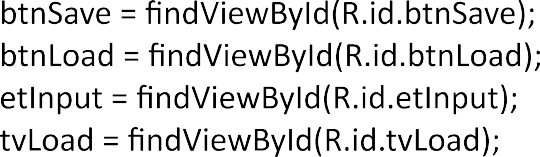 btnSave = findViewById(R.id.btnSave);
btnLoad = findViewById(R.id.btnLoad);
etInput = findViewById(R.id.etInput);
tvLoad = findViewById(R.id.tvLoad);